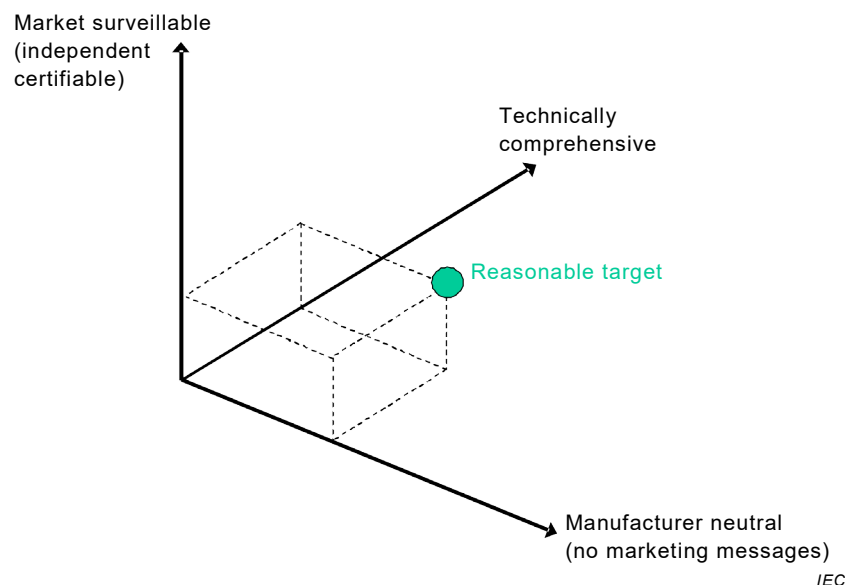 Market surveillable
(independent
certifiable)
Technically
comprehensive
Reasonable target
Manufacturer neutral
(no marketing messages)
IEC